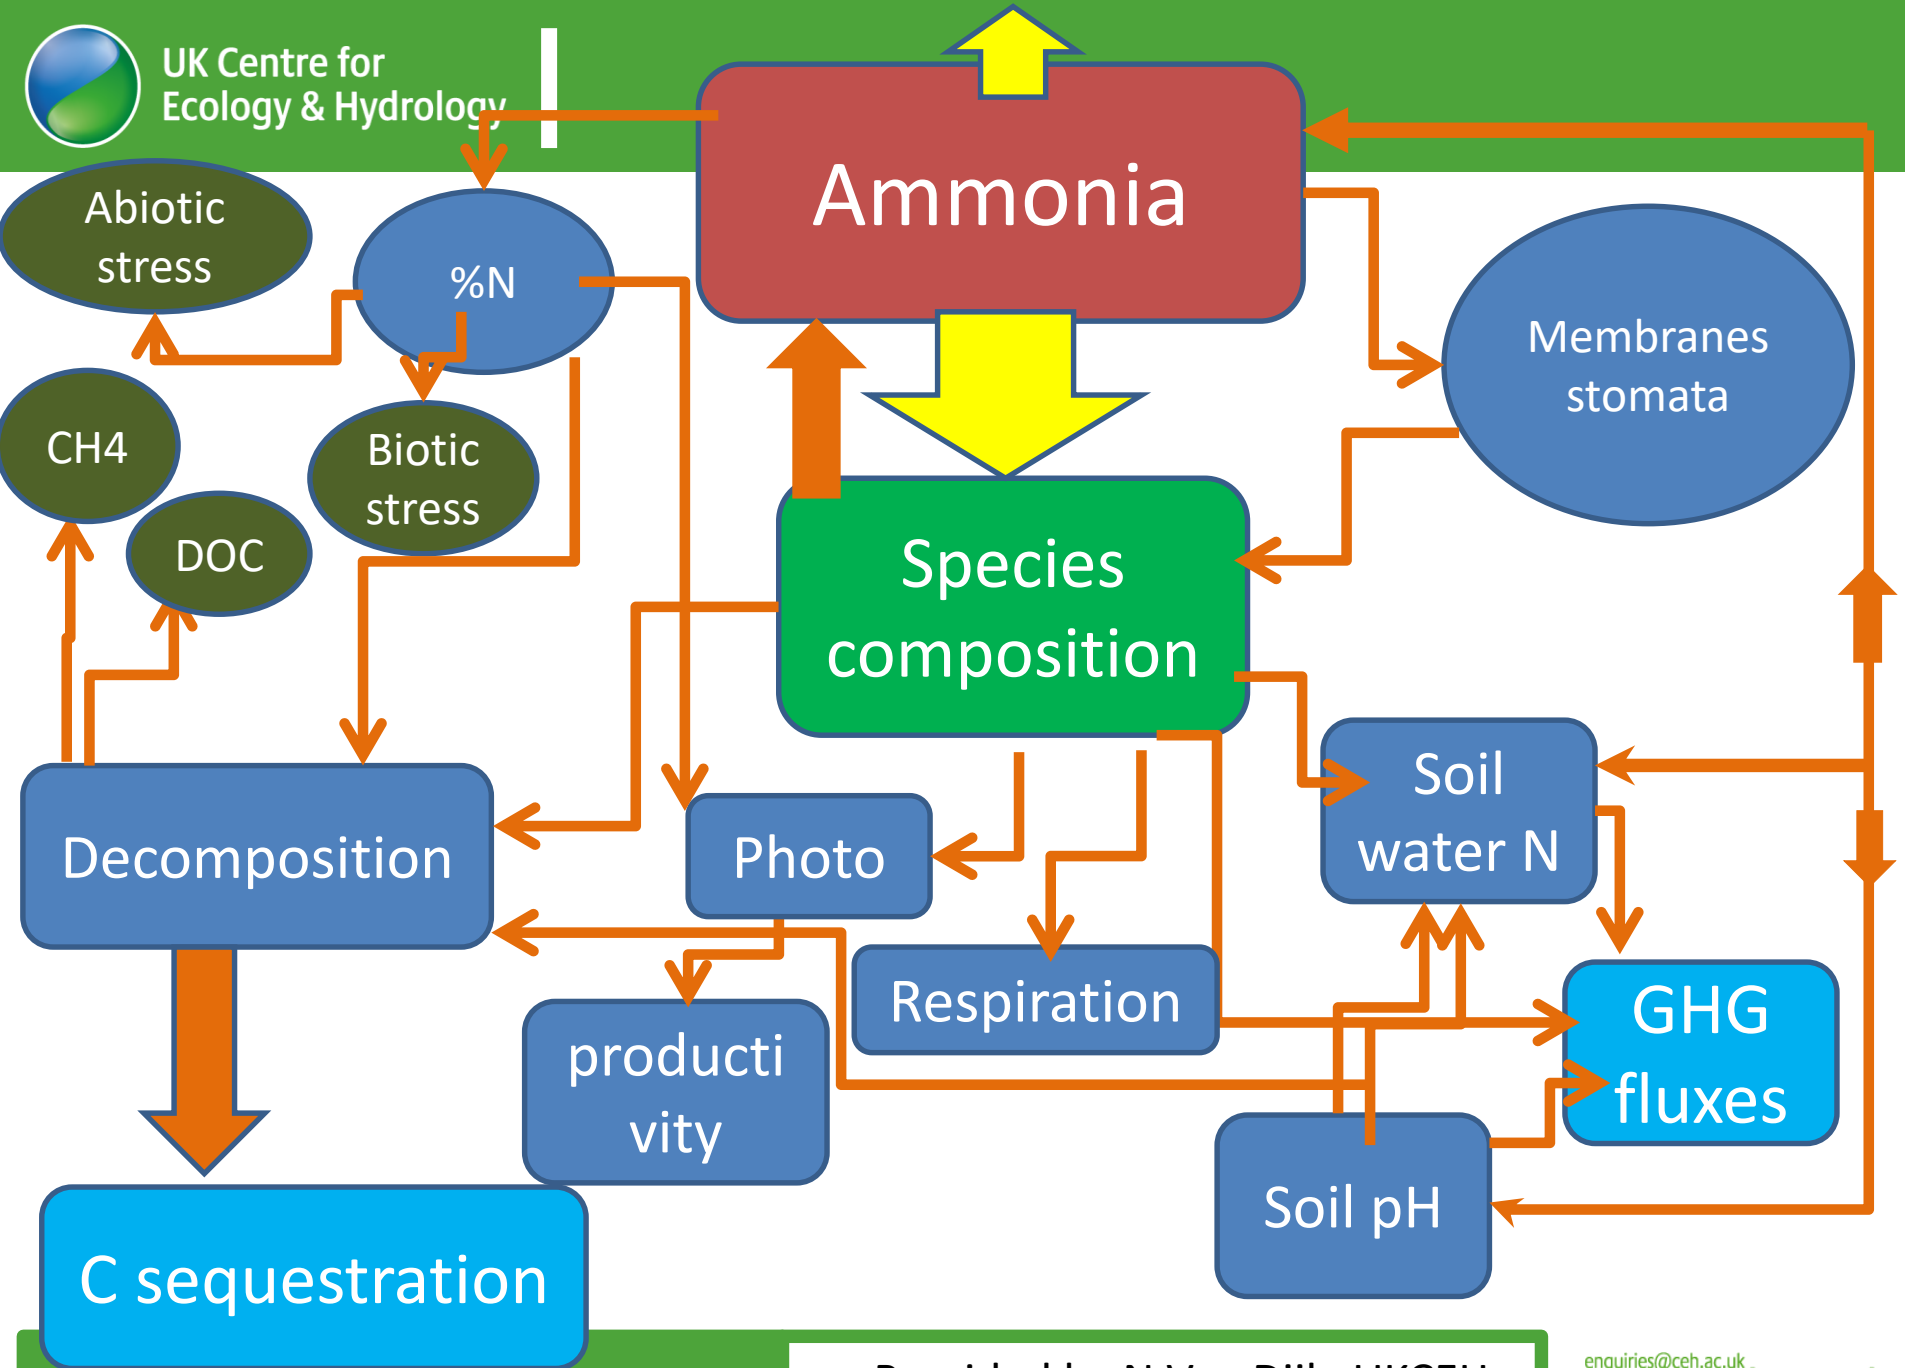 UK Centre for
Ecology & Hydrology
Ammonia
Abiotic
stress
%N
Membranes
stomata
CH4
Biotic
stress
DOC
Species
composition
Soil
water N
Decomposition
Photo
Respiration
GHG
fluxes
producti
vity
Soil pH
C sequestration
enquiries@ceh.ac.uk